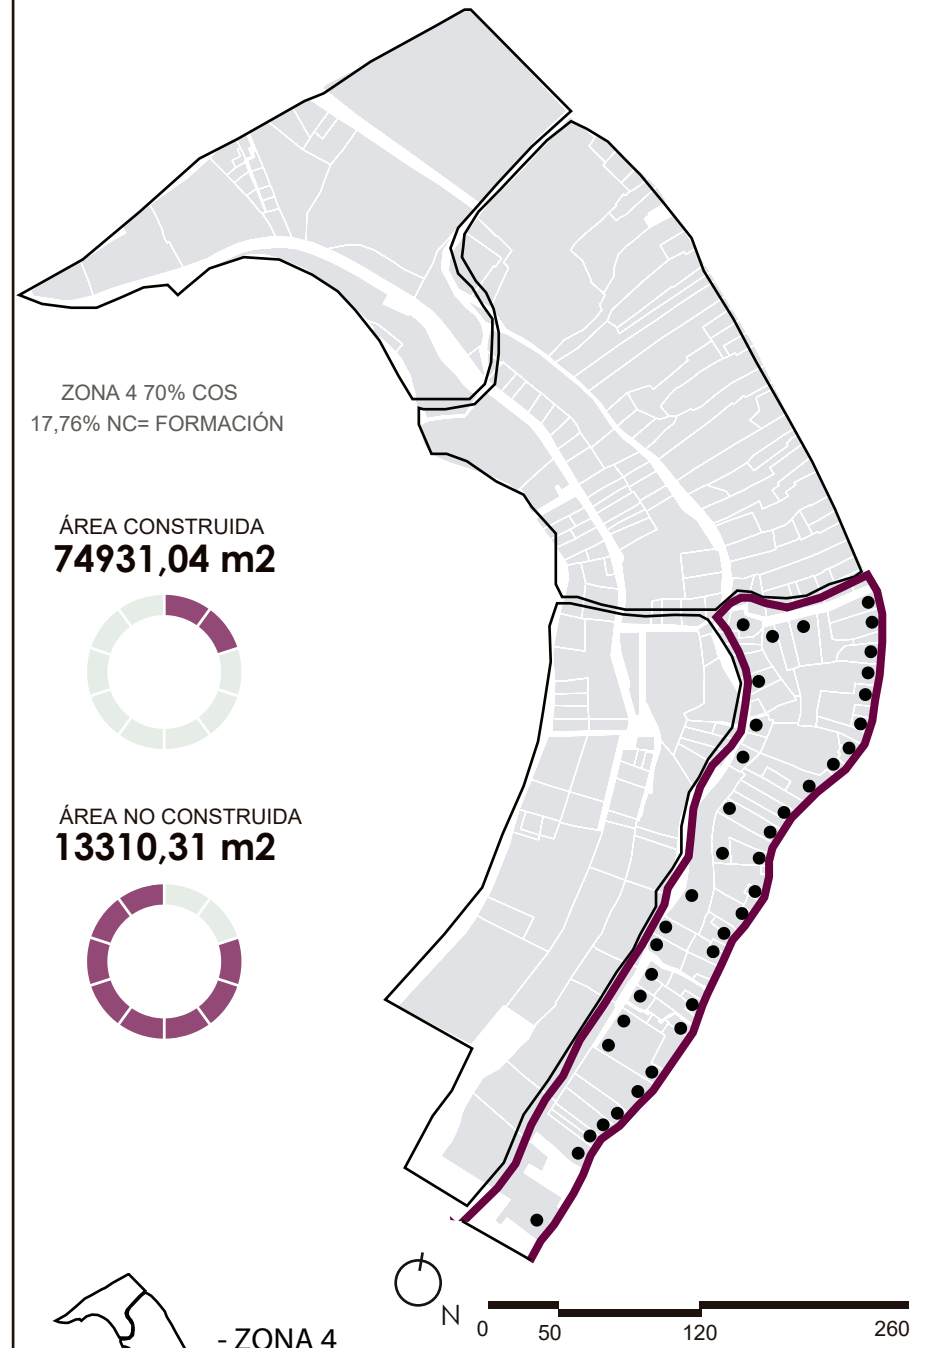 ZONA 4 70% COS
17,76% NC= FORMACIÓN
ÁREA CONSTRUIDA
74931,04 m2
ÁREA NO CONSTRUIDA
13310,31 m2
- ZONA 4
N
0 50 120 260